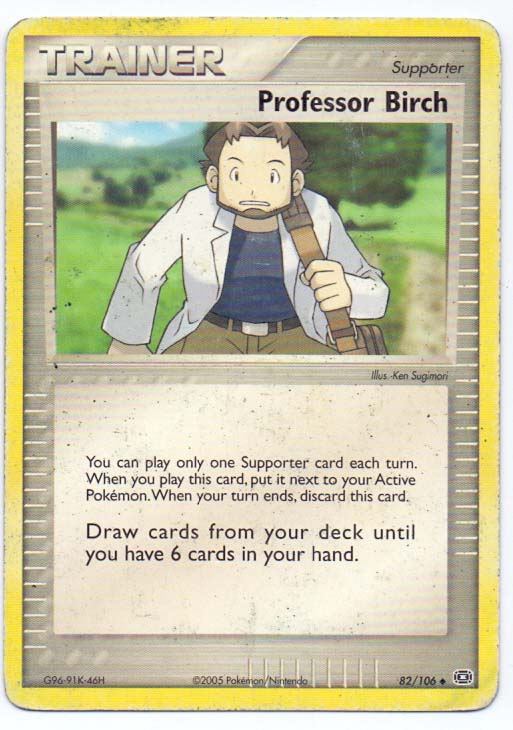 TRAINER
Supporter
Professor Birch
Illus. Ken Sugimori
You can play only one Supporter card each turn.
When you play this card, put it next to your Active
Pokémon. When your turn ends, discard this card.
Draw cards from your deck until
you have 6 cards in your hand.
G96-91K-46H
©2005 Pokémon/Nintendo
82/106